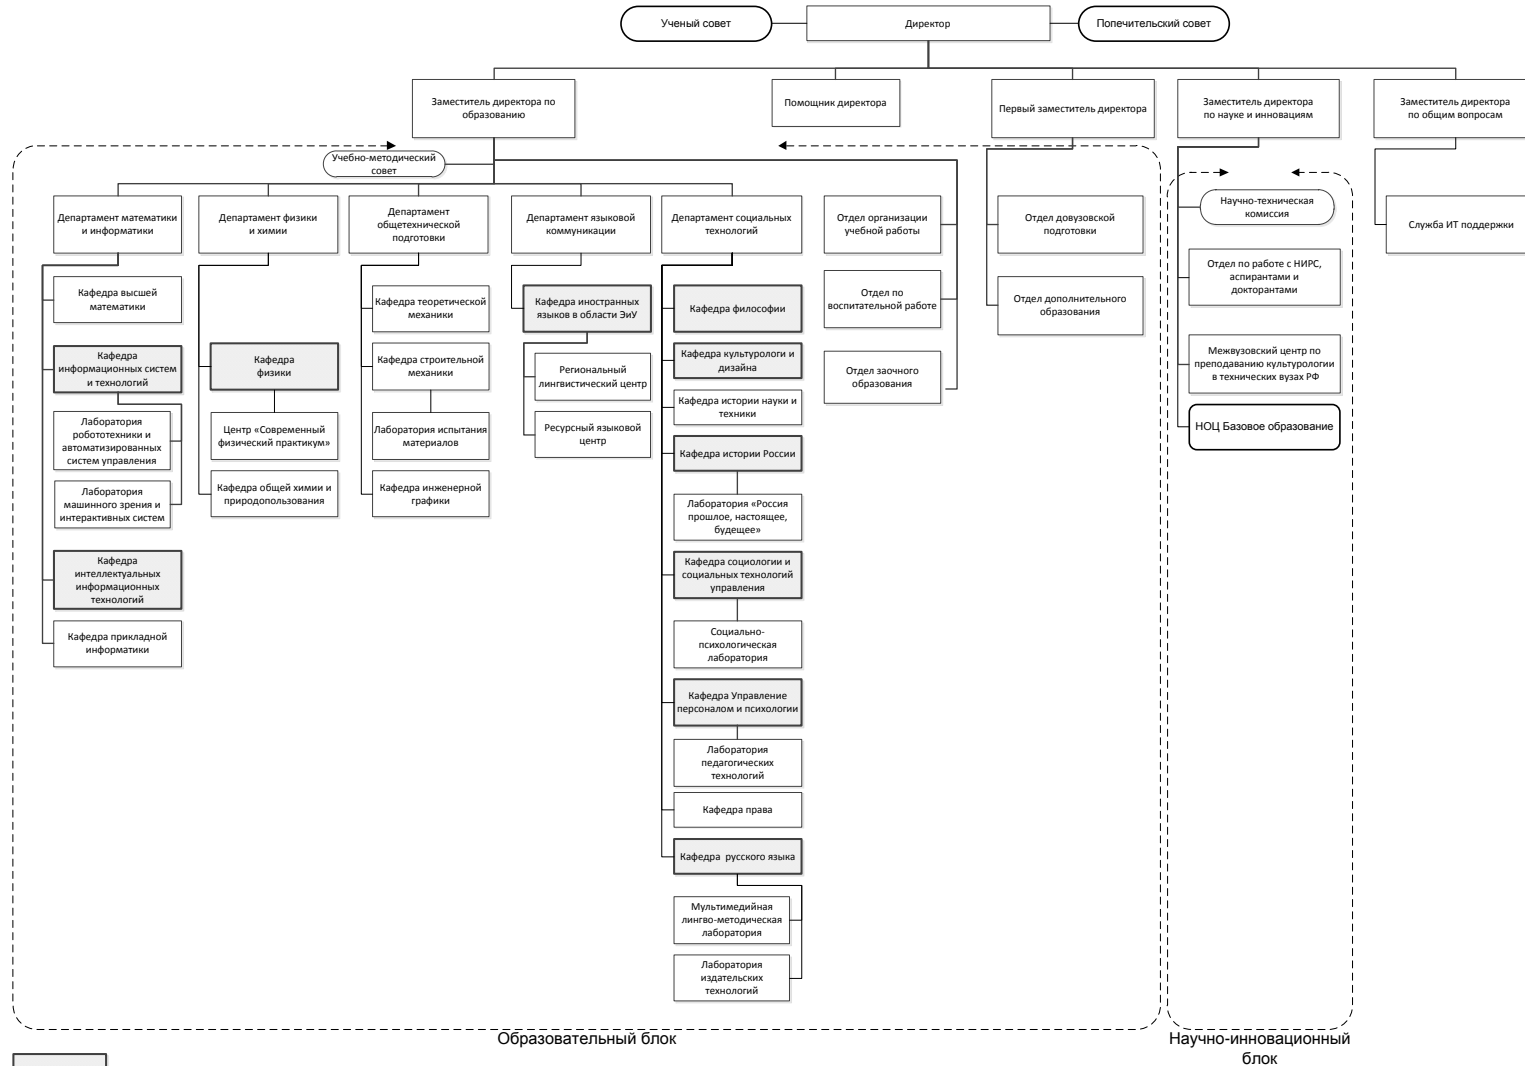 Ученый совет
Директор
Попечительский совет
Заместитель директора по
образованию
Помощник директора
Первый заместитель директора
Заместитель директора
по науке и инновациям
Заместитель директора
по общим вопросам
Учебно-методический
совет
Департамент математики
и информатики
Департамент физики
и химии
Департамент
общетехнической
подготовки
Департамент языковой
коммуникации
Департамент социальных
технологий
Отдел организации
учебной работы
Отдел довузовской
подготовки
Научно-техническая
комиссия
Служба ИТ поддержки
Кафедра высшей
математики
Кафедра
информационных систем
и технологий
Лаборатория
робототехники и
автоматизированных
систем управления
Лаборатория
машинного зрения и
интерактивных систем
Кафедра
интеллектуальных
информационных
технологий
Кафедра прикладной
информатики
Кафедра
физики
Центр «Современный
физический практикум»
Кафедра общей химии и
природопользования
Кафедра теоретической
механики
Кафедра строительной
механики
Лаборатория испытания
материалов
Кафедра инженерной
графики
Кафедра иностранных
языков в области ЭиУ
Региональный
лингвистический центр
Ресурсный языковой
центр
Кафедра философии
Кафедра культурологи и
дизайна
Кафедра истории науки и
техники
Кафедра истории России
Лаборатория «Россия
прошлое, настоящее,
будещее»
Кафедра социологии и
социальных технологий
управления
Социально-
психологическая
лаборатория
Кафедра Управление
персоналом и психологии
Лаборатория
педагогических
технологий
Кафедра права
Кафедра русского языка
Мультимедийная
лингво-методическая
лаборатория
Лаборатория
издательских
технологий
Отдел по
воспитательной работе
Отдел заочного
образования
Отдел дополнительного
образования
Отдел по работе с НИРС,
аспирантами и
докторантами
Межвузовский центр по
преподаванию культурологии
в технических вузах РФ
НОЦ Базовое образование
Образовательный блок
Научно-инновационный
блок